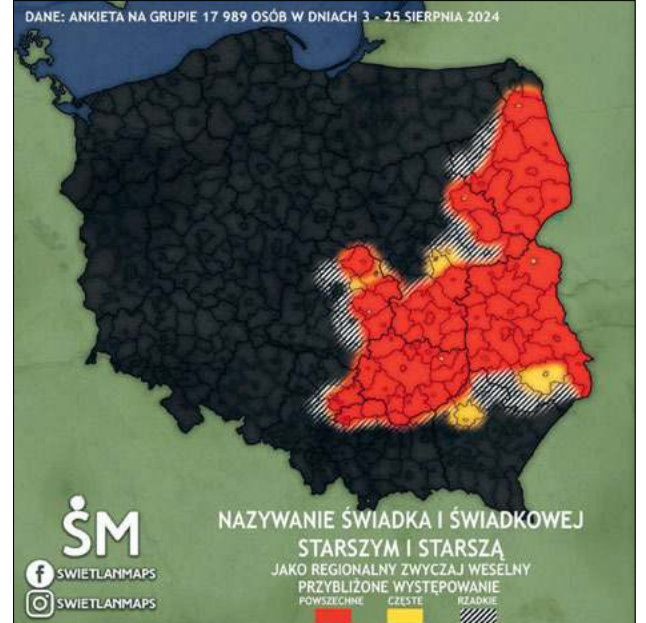 DANE: ANKIETA NA GRUPIE 17 989 OSÓB W DNIACH 3 - 25 SIERPNIA 2024
ŚM
SWIETLANMAPS
SWIETLANMAPS
NAZYWANIE ŚWIADKA I ŚWIADKOWEJ
STARSZYM I STARSZĄ
JAKO REGIONALNY ZWYCZAJ WESELNY
PRZYBLIŻONE WYSTĘPOWANIE
POWSZECHNE CZĘSTE RZADKIE